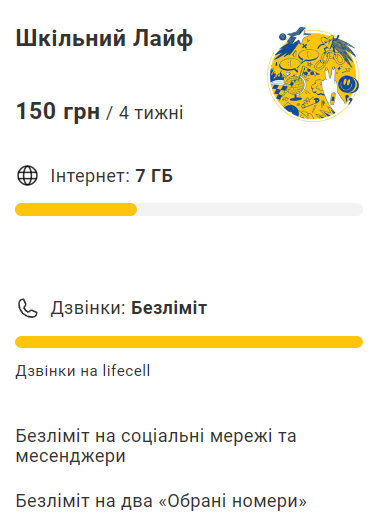 Шкільний Лайф
150 грн / 4 тижні
Інтернет: 7 ГБ
Дзвінки: Безліміт
Дзвінки на lifecell
Безліміт на соціальні мережі та
месенджери
Безліміт на два «Обрані номери»